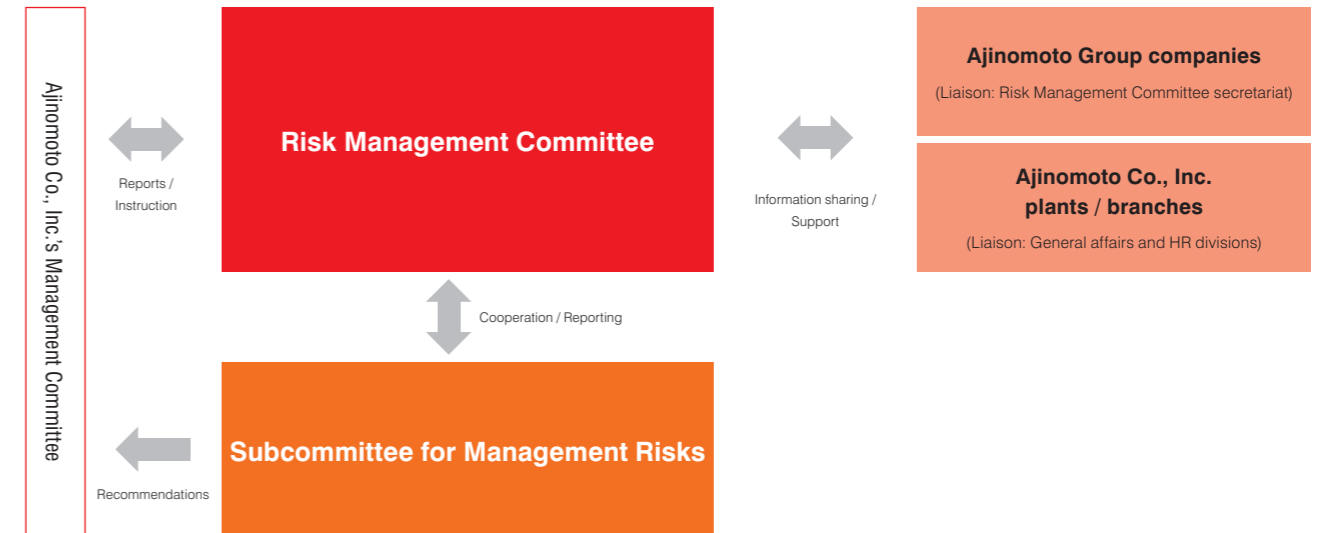 Ajinomoto Co., Inc.'s Management Committee
Reports /
Instruction
Risk Management Committee
Information sharing /
Support
Ajinomoto Group companies
(Liaison: Risk Management Committee secretariat)
Ajinomoto Co., Inc.
plants / branches
(Liaison: General affairs and HR divisions)
Cooperation / Reporting
Recommendations
Subcommittee for Management Risks